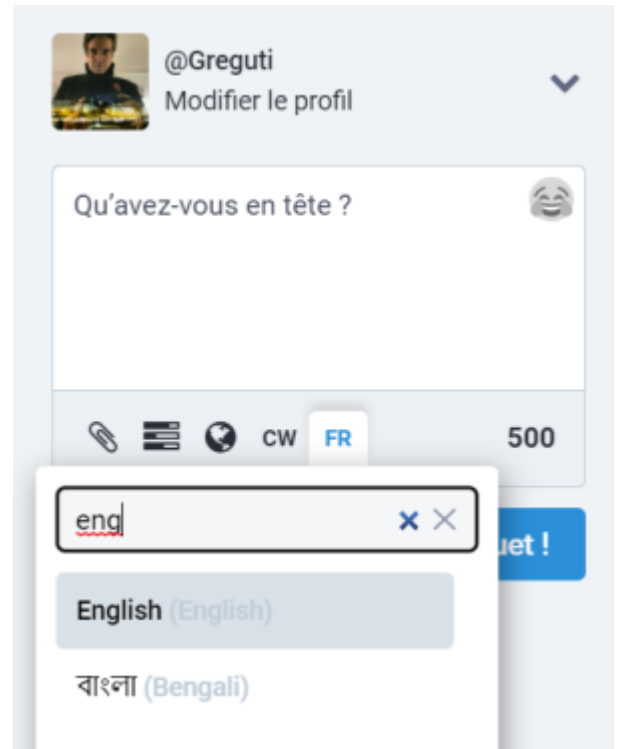 @Greguti
Modifier le profil
Qu’avez-vous en tête ?
CW FR 500
eng
uet !
English (English)
বাংলা (Bengali)